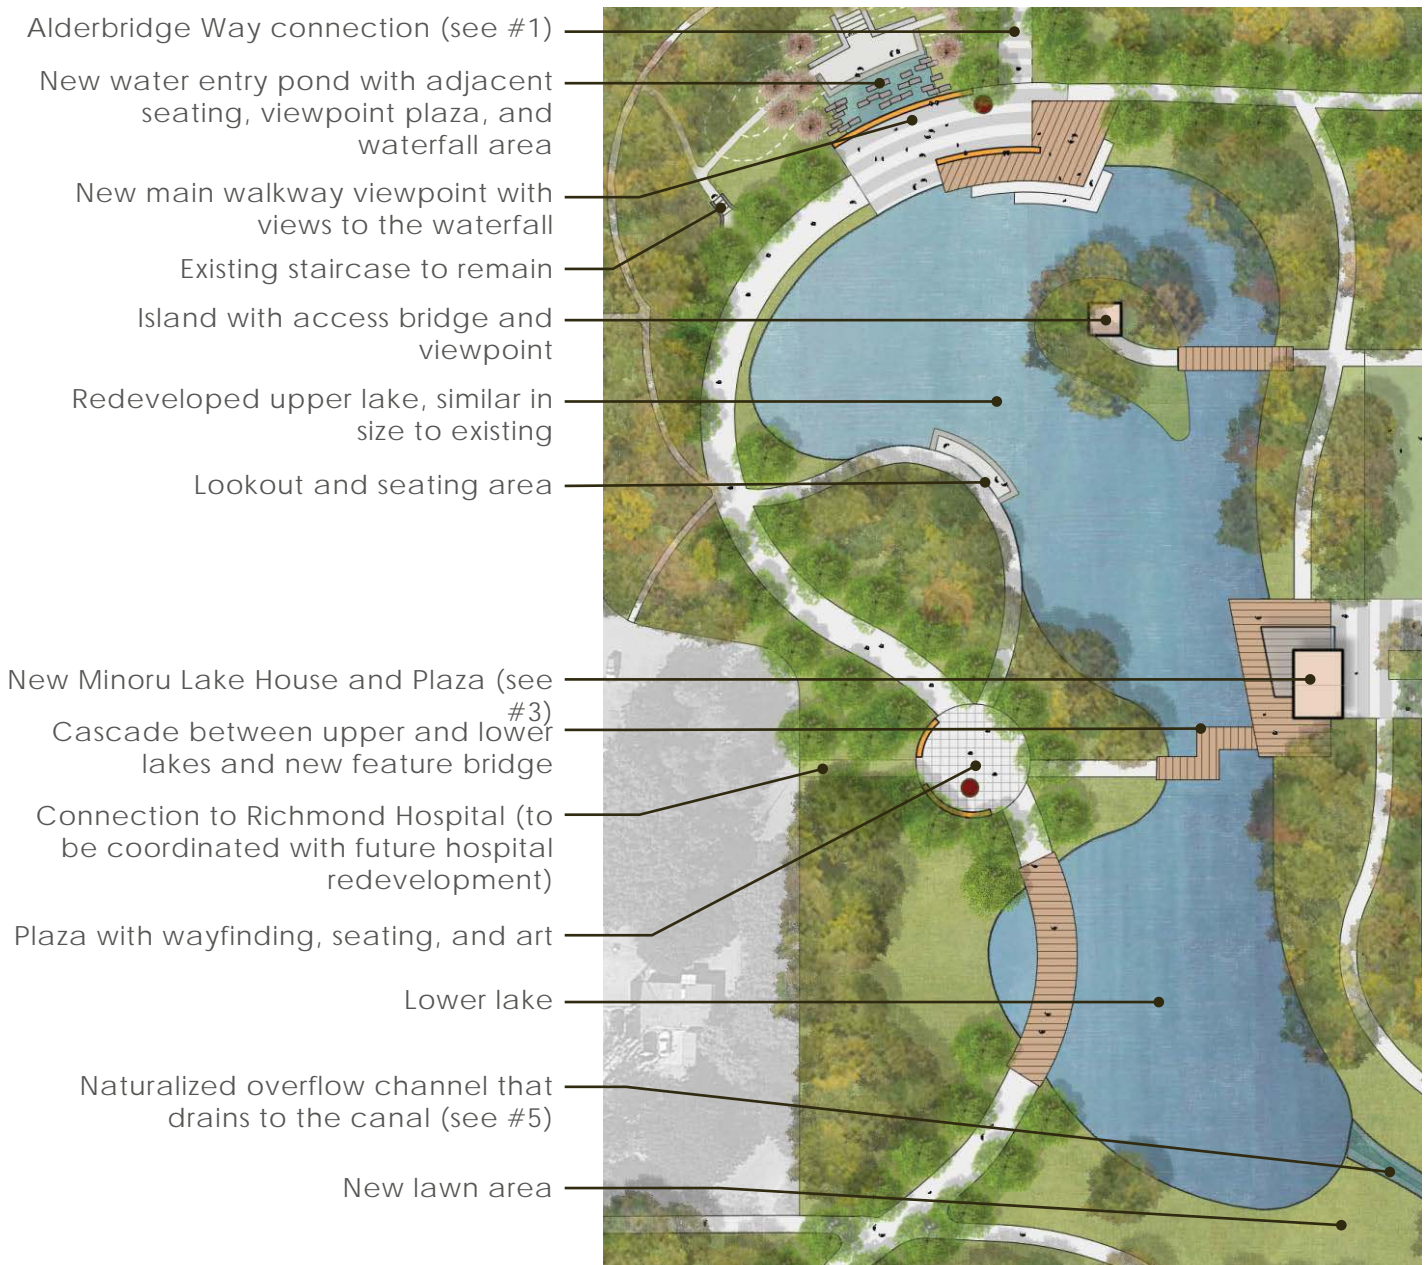 Alderbridge Way connection (see #1)
New water entry pond with adjacent
seating, viewpoint plaza, and
waterfall area
New main walkway viewpoint with
views to the waterfall
Existing staircase to remain
Island with access bridge and
viewpoint
Redeveloped upper lake, similar in
size to existing
Lookout and seating area
New Minoru Lake House and Plaza (see
#3)
Cascade between upper and lower
lakes and new feature bridge
Connection to Richmond Hospital (to
be coordinated with future hospital
redevelopment)
Plaza with wayfinding, seating, and art
Lower lake
Naturalized overflow channel that
drains to the canal (see #5)
New lawn area